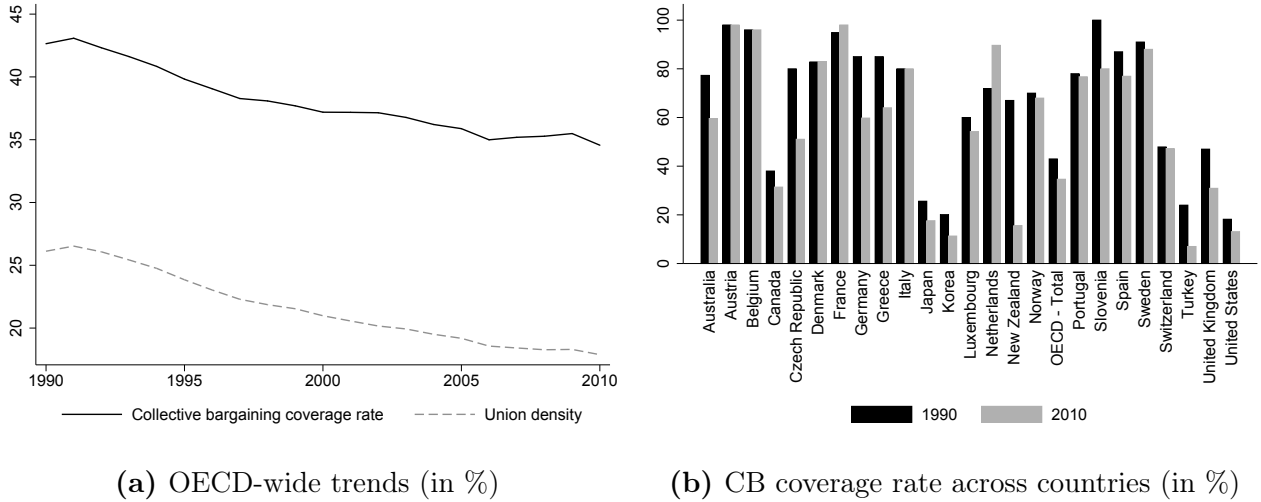 45
40
35
30
25
20
1990
1995
2000
2005
2010
Collective bargaining coverage rate
Union density
(a) OECD-wide trends (in %)
100
80
60
40
20
0
Australia
Austria
Belgium
Canada
Czech Republic
Denmark
France
Germany
Greece
Italy
Japan
Korea
Luxembourg
Netherlands
New Zealand
Norway
OECD - Total
Portugal
Slovenia
Spain
Sweden
Switzerland
Turkey
United Kingdom
United States
1990
2010
(b) CB coverage rate across countries (in %)